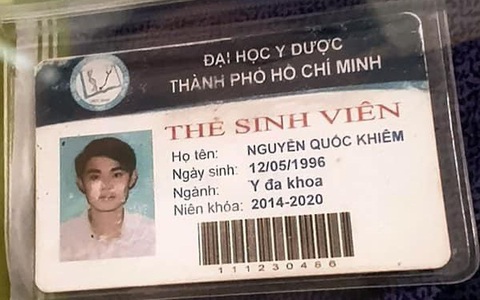 ĐẠI HỌC Y DƯỢC
THÀNH PHỐ HỒ CHÍ MINH
THẺ SINH VIÊN
Họ tên: NGUYỄN QUỐC KHIÊM
Ngày sinh: 12/05/1996
Ngành: Y đa khoa
Niên khóa: 2014-2020
111230486